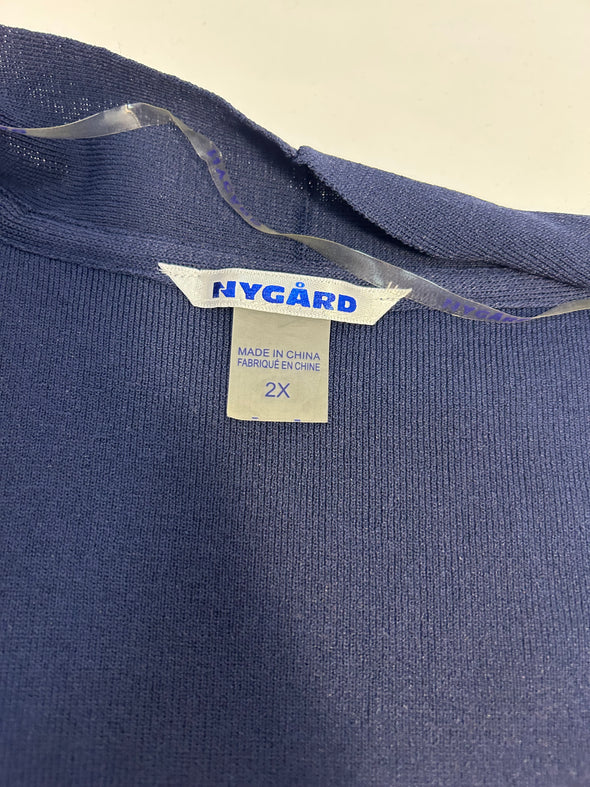 NYGÅRD
MADE IN CHINA
FABRIQUÉ EN CHINE
2X